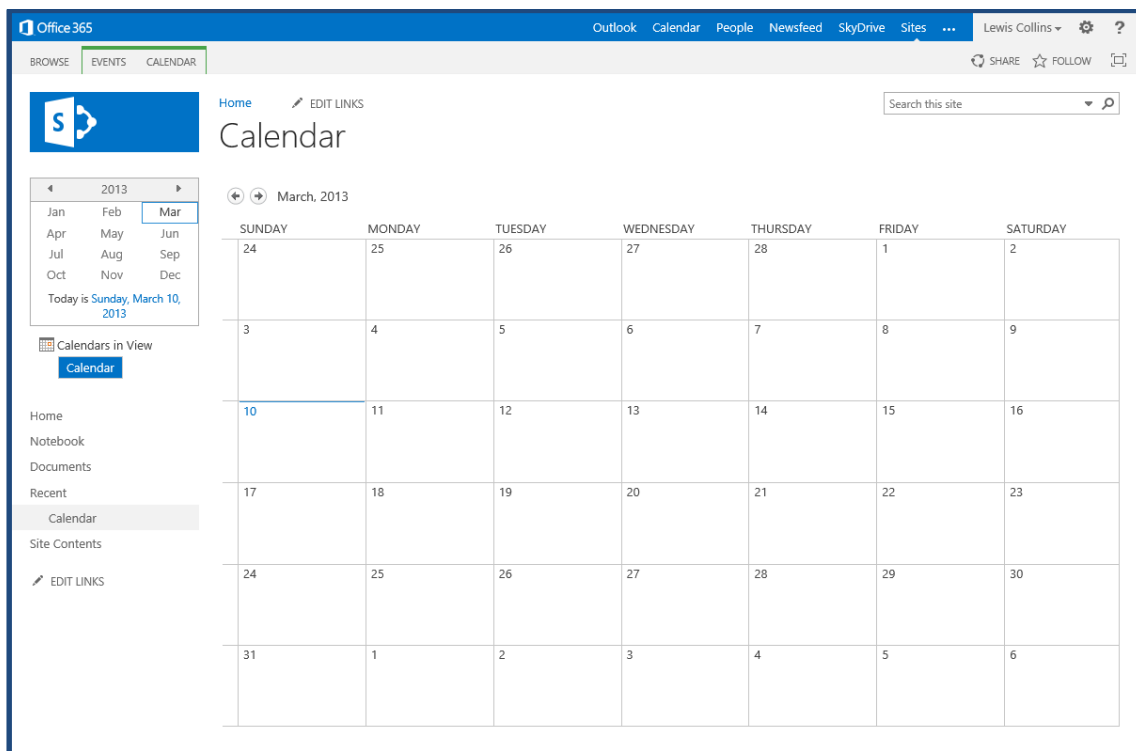 Office 365 Outlook Calendar People Newsfeed SkyDrive Sites ... Lewis Collins ?
BROWSE EVENTS CALENDAR SHARE FOLLOW
S
Home EDIT LINKS Search this site
Calendar
2013
Jan Feb Mar
Apr May Jun
Jul Aug Sep
Oct Nov Dec
Today is Sunday, March 10,
2013
Calendars in View
Calendar
Home
Notebook
Documents
Recent
Calendar
Site Contents
EDIT LINKS
March, 2013
SUNDAY MONDAY TUESDAY WEDNESDAY THURSDAY FRIDAY SATURDAY
24 25 26 27 28 1 2
3 4 5 6 7 8 9
10 11 12 13 14 15 16
17 18 19 20 21 22 23
24 25 26 27 28 29 30
31 1 2 3 4 5 6